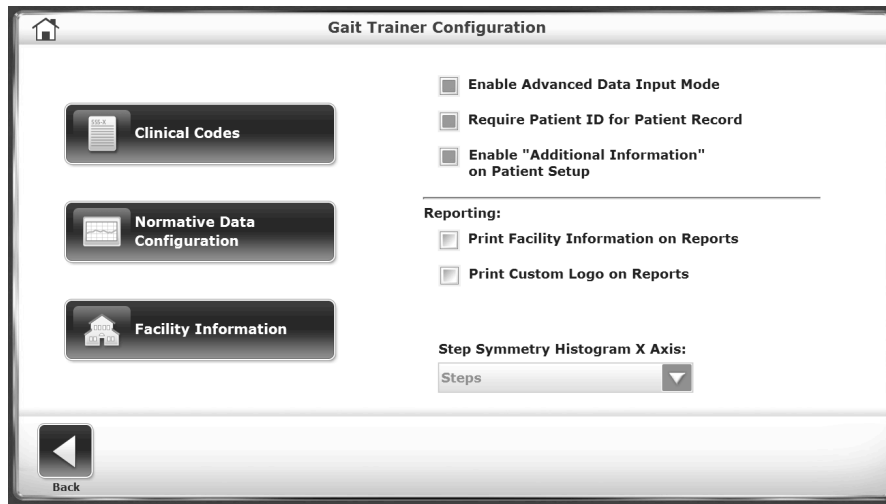 Gait Trainer Configuration
555-X
Clinical Codes
Normative Data
Configuration
Facility Information
Enable Advanced Data Input Mode
Require Patient ID for Patient Record
Enable "Additional Information"
on Patient Setup
Reporting:
Print Facility Information on Reports
Print Custom Logo on Reports
Step Symmetry Histogram X Axis:
Steps
Back